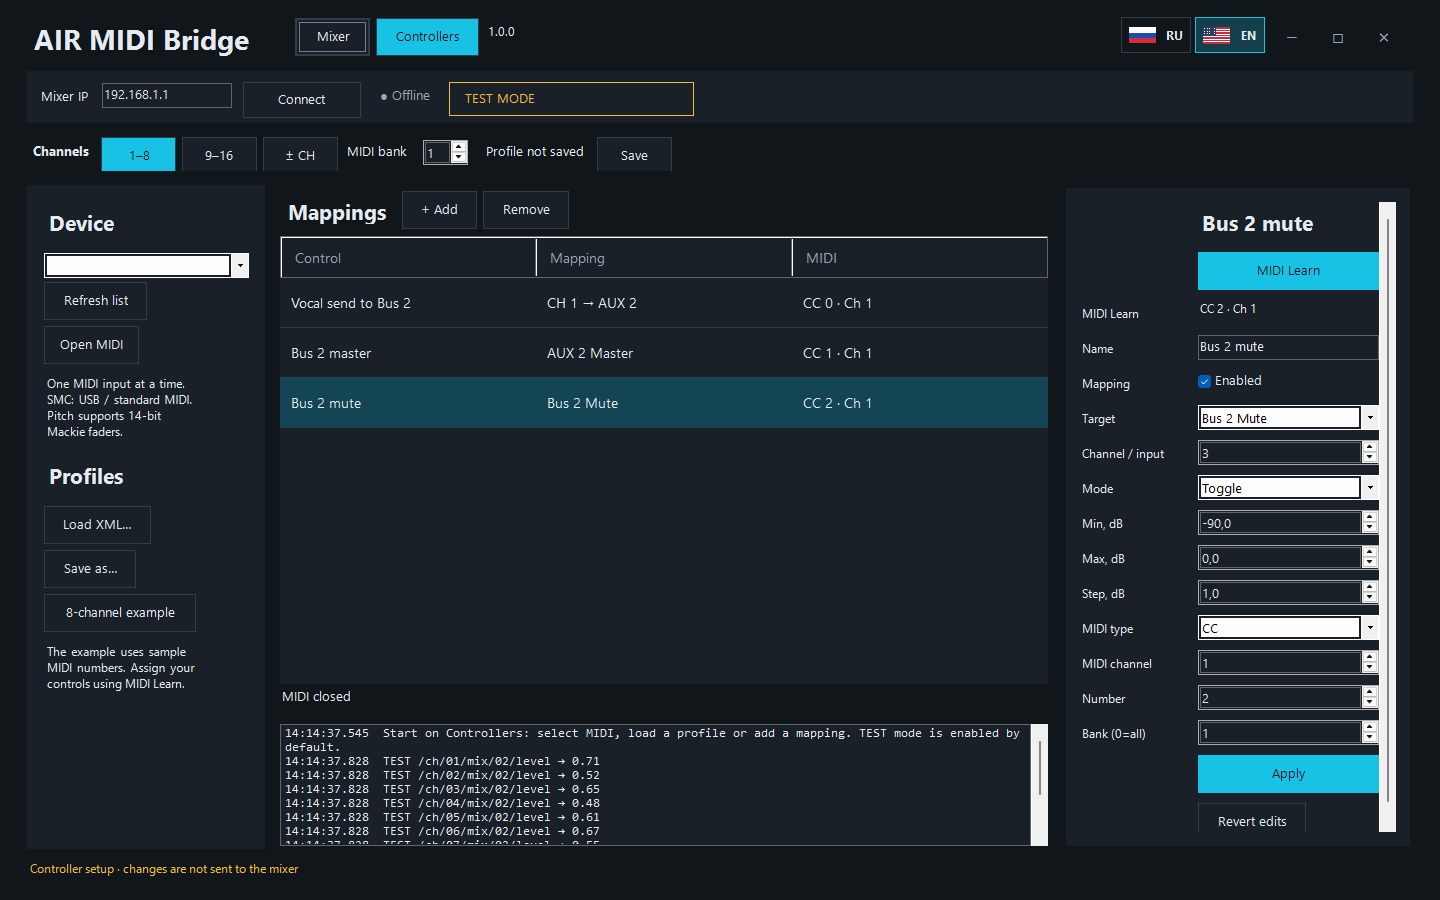 AIR MIDI Bridge
Mixer
Controllers
1.0.0
RU
EN
Mixer IP
192.168.1.1
Connect
● Offline
TEST MODE
Channels
1–8
9–16
± CH
MIDI bank
1
Profile not saved
Save
Device
Refresh list
Open MIDI
One MIDI input at a time.
SMC: USB / standard MIDI.
Pitch supports 14-bit
Mackie faders.
Profiles
Load XML...
Save as...
8-channel example
The example uses sample
MIDI numbers. Assign your
controls using MIDI Learn.
Mappings
+ Add
Remove
Control Mapping MIDI
Vocal send to Bus 2 CH 1 → AUX 2 CC 0 · Ch 1
Bus 2 master AUX 2 Master CC 1 · Ch 1
Bus 2 mute Bus 2 Mute CC 2 · Ch 1
MIDI closed
14:14:37.545 Start on Controllers: select MIDI, load a profile or add a mapping. TEST mode is enabled by
default.
14:14:37.828 TEST /ch/01/mix/02/level → 0.71
14:14:37.828 TEST /ch/02/mix/02/level → 0.52
14:14:37.828 TEST /ch/03/mix/02/level → 0.65
14:14:37.828 TEST /ch/04/mix/02/level → 0.48
14:14:37.828 TEST /ch/05/mix/02/level → 0.61
14:14:37.828 TEST /ch/06/mix/02/level → 0.67
Bus 2 mute
MIDI Learn
MIDI Learn CC 2 · Ch 1
Name Bus 2 mute
Mapping Enabled
Target Bus 2 Mute
Channel / input 3
Mode Toggle
Min, dB -90,0
Max, dB 0,0
Step, dB 1,0
MIDI type CC
MIDI channel 1
Number 2
Bank (0=all) 1
Apply
Revert edits
Controller setup · changes are not sent to the mixer